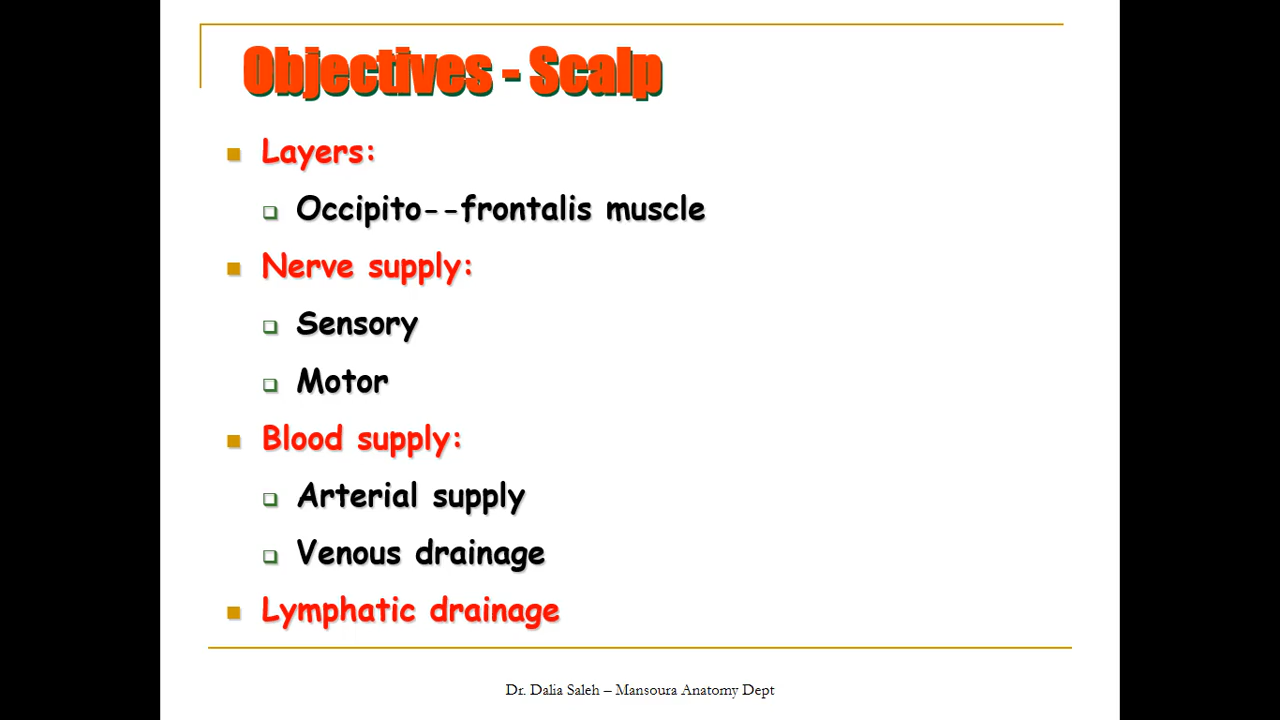 Objectives - Scalp
Layers:
Occipito--frontalis muscle
Nerve supply:
Sensory
Motor
Blood supply:
Arterial supply
Venous drainage
Lymphatic drainage
Dr. Dalia Saleh – Mansoura Anatomy Dept